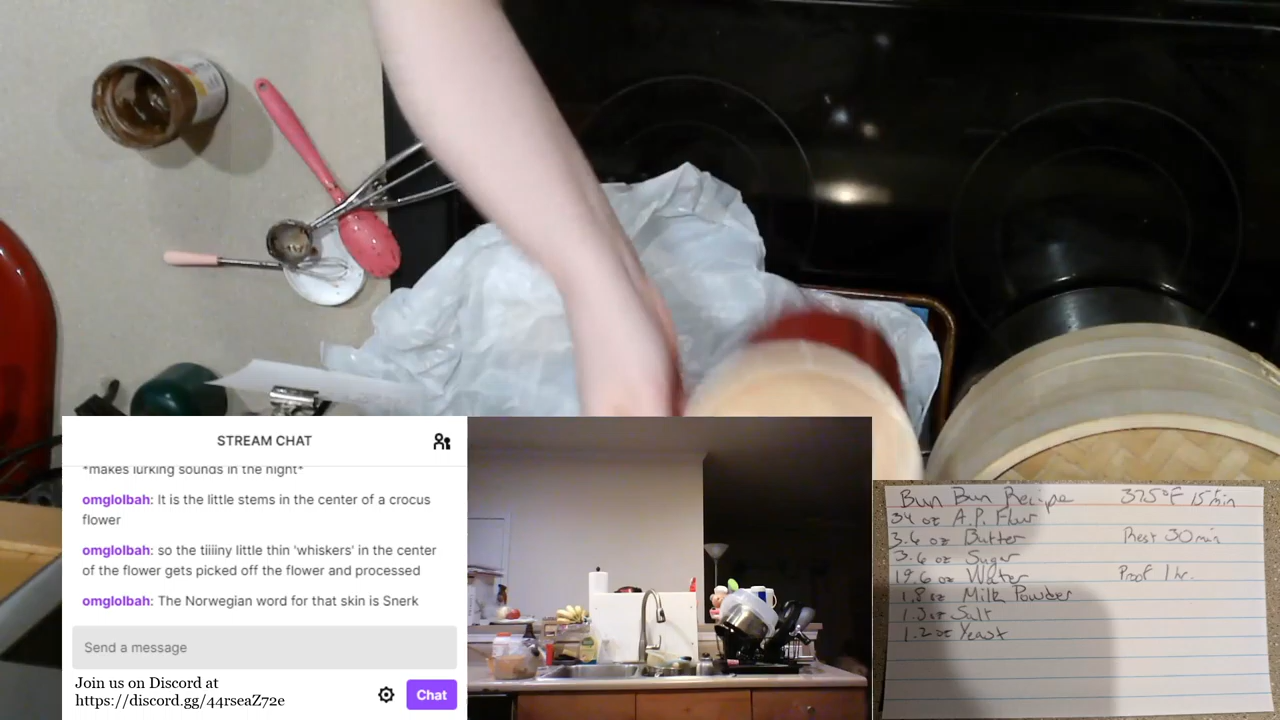 STREAM CHAT
*makes lurking sounds in the night*
omglolbah: It is the little stems in the center of a crocus
flower
omglolbah: so the tiiiiny little thin 'whiskers' in the center
of the flower gets picked off the flower and processed
omglolbah: The Norwegian word for that skin is Snerk
Send a message
Join us on Discord at
https://discord.gg/44rseaZ72e
Chat
Bun Bun Recipe 375°F 15 min
34 oz A.P. Flour
3.6 oz Butter Rest 30 min
3.6 oz Sugar
19.6 oz Water Proof 1 hr.
1.8 oz Milk Powder
oz Salt
1.2 oz Yeast